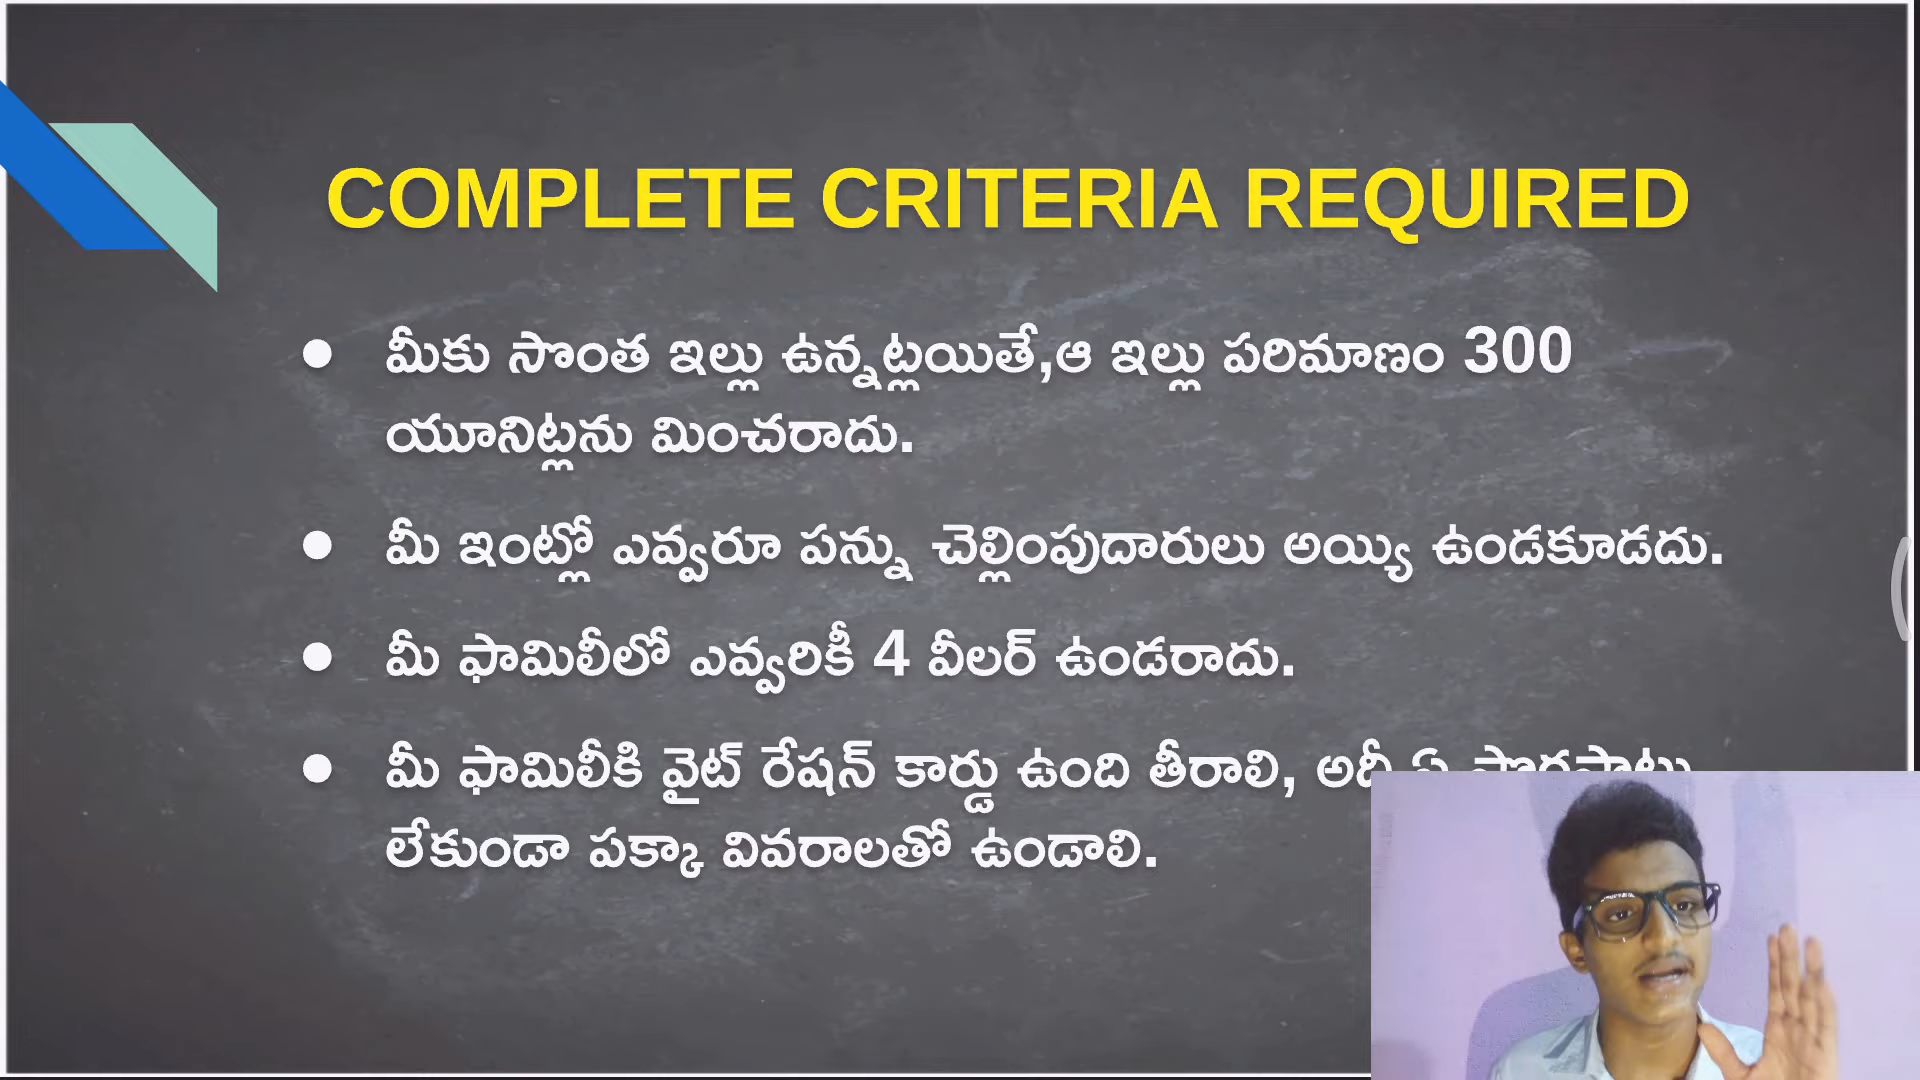 COMPLETE CRITERIA REQUIRED
● మీకు సొంత ఇల్లు ఉన్నట్లయితే,ఆ ఇల్లు పరిమాణం 300
యూనిట్లను మించరాదు.
● మీ ఇంట్లో ఎవ్వరూ పన్ను చెల్లింపుదారులు అయ్యి ఉండకూడదు.
● మీ ఫామిలీలో ఎవ్వరికీ 4 వీలర్ ఉండరాదు.
● మీ ఫామిలీకి వైట్ రేషన్ కార్డు ఉంది తీరాలి, అదీ ఏ
లేకుండా పక్కా వివరాలతో ఉండాలి.